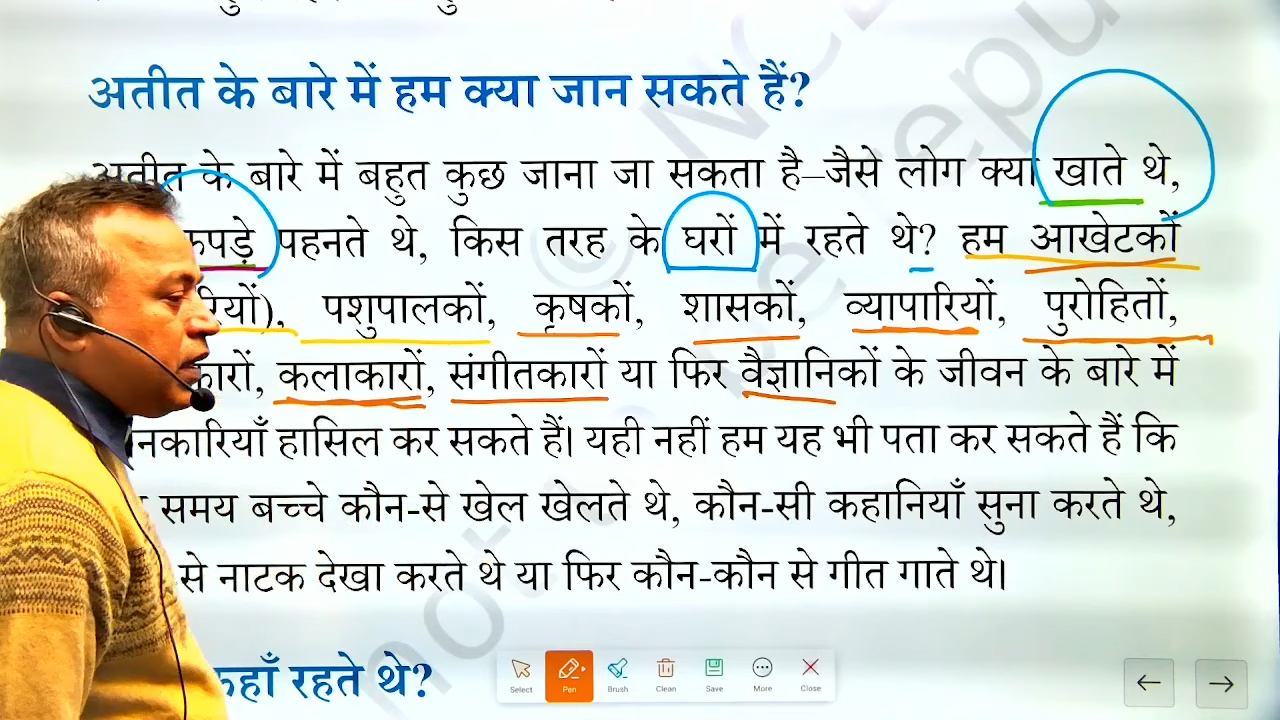 अतीत के बारे में हम क्या जान सकते हैं?
अतीत के बारे में बहुत कुछ जाना जा सकता है–जैसे लोग क्या खाते थे,
कपड़े पहनते थे, किस तरह के घरों में रहते थे? हम आखेटकों
पशुपालकों, कृषकों, शासकों, व्यापारियों, पुरोहितों,
कलाकारों, संगीतकारों या फिर वैज्ञानिकों के जीवन के बारे में
हासिल कर सकते हैं। यही नहीं हम यह भी पता कर सकते हैं कि
समय बच्चे कौन-से खेल खेलते थे, कौन-सी कहानियाँ सुना करते थे,
से नाटक देखा करते थे या फिर कौन-कौन से गीत गाते थे।
कहाँ रहते थे?
Select Pen Brush Clean Save More Close